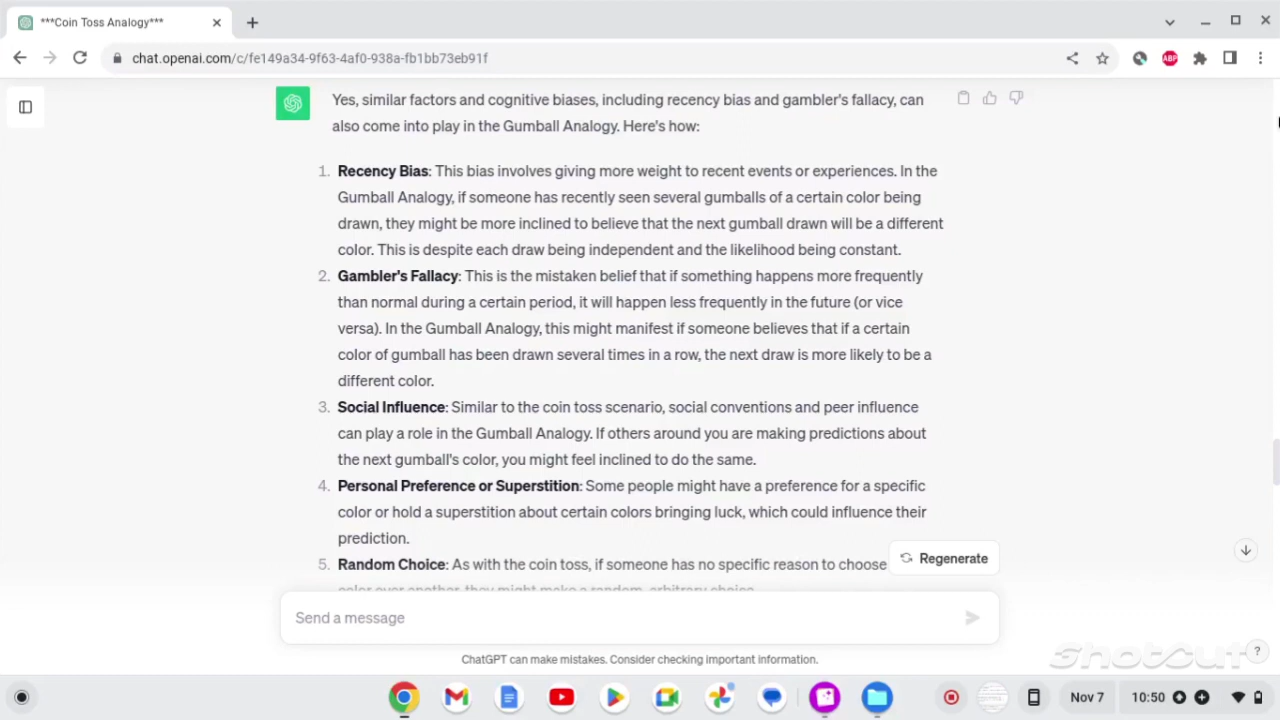 ***Coin Toss Analogy***
chat.openai.com/c/fe149a34-9f63-4af0-938a-fb1bb73eb91f
ABP
Yes, similar factors and cognitive biases, including recency bias and gambler's fallacy, can
also come into play in the Gumball Analogy. Here's how:
1. Recency Bias: This bias involves giving more weight to recent events or experiences. In the
Gumball Analogy, if someone has recently seen several gumballs of a certain color being
drawn, they might be more inclined to believe that the next gumball drawn will be a different
color. This is despite each draw being independent and the likelihood being constant.
2. Gambler's Fallacy: This is the mistaken belief that if something happens more frequently
than normal during a certain period, it will happen less frequently in the future (or vice
versa). In the Gumball Analogy, this might manifest if someone believes that if a certain
color of gumball has been drawn several times in a row, the next draw is more likely to be a
different color.
3. Social Influence: Similar to the coin toss scenario, social conventions and peer influence
can play a role in the Gumball Analogy. If others around you are making predictions about
the next gumball's color, you might feel inclined to do the same.
4. Personal Preference or Superstition: Some people might have a preference for a specific
color or hold a superstition about certain colors bringing luck, which could influence their
prediction.
5. Random Choice: As with the coin toss, if someone has no specific reason to choose
color over another, they might make a random, arbitrary choice.
Regenerate
Send a message
ChatGPT can make mistakes. Consider checking important information.
Shotcut
?
Nov 7
10:50